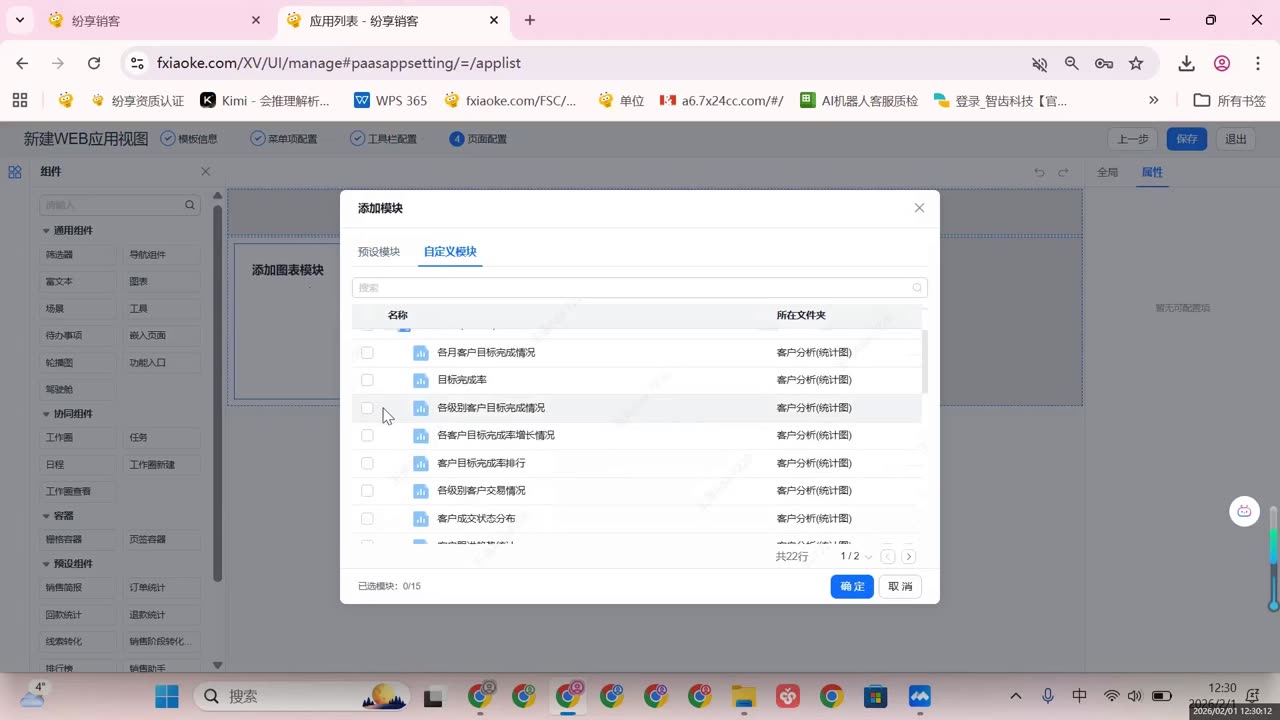 纷享销客
应用列表 - 纷享销客
fxiaoke.com/XV/UI/manage#paasappsetting/=/applist
纷享资质认证
Kimi - 会推理解析...
WPS 365
fxiaoke.com/FSC/...
单位
a6.7x24cc.com/#/
AI机器人客服质检
登录_智齿科技【官...
所有书签
新建WEB应用视图
模板信息
菜单项配置
工具栏配置
4 页面配置
上一步
保存
退出
组件
全局
属性
请输入
通用组件
筛选器
导航组件
富文本
图表
场景
工具
待办事项
嵌入页面
轮播图
功能入口
驾驶舱
协同组件
工作圈
任务
日程
工作圈新建
工作圈查看
容器
栅格容器
页签容器
预设组件
销售简报
订单统计
回款统计
退款统计
线索转化
销售阶段转化...
排行榜
销售助手
添加图表模块
暂无可配置项
添加模块
预设模块
自定义模块
搜索
名称
所在文件夹
各月客户目标完成情况
客户分析(统计图)
目标完成率
客户分析(统计图)
各级别客户目标完成情况
客户分析(统计图)
各客户目标完成率增长情况
客户分析(统计图)
客户目标完成率排行
客户分析(统计图)
各级别客户交易情况
客户分析(统计图)
客户成交状态分布
客户分析(统计图)
共22行
1 / 2
已选模块：0/15
确 定
取 消
4°
搜索
中
12:30
2026/02/01 12:30:12